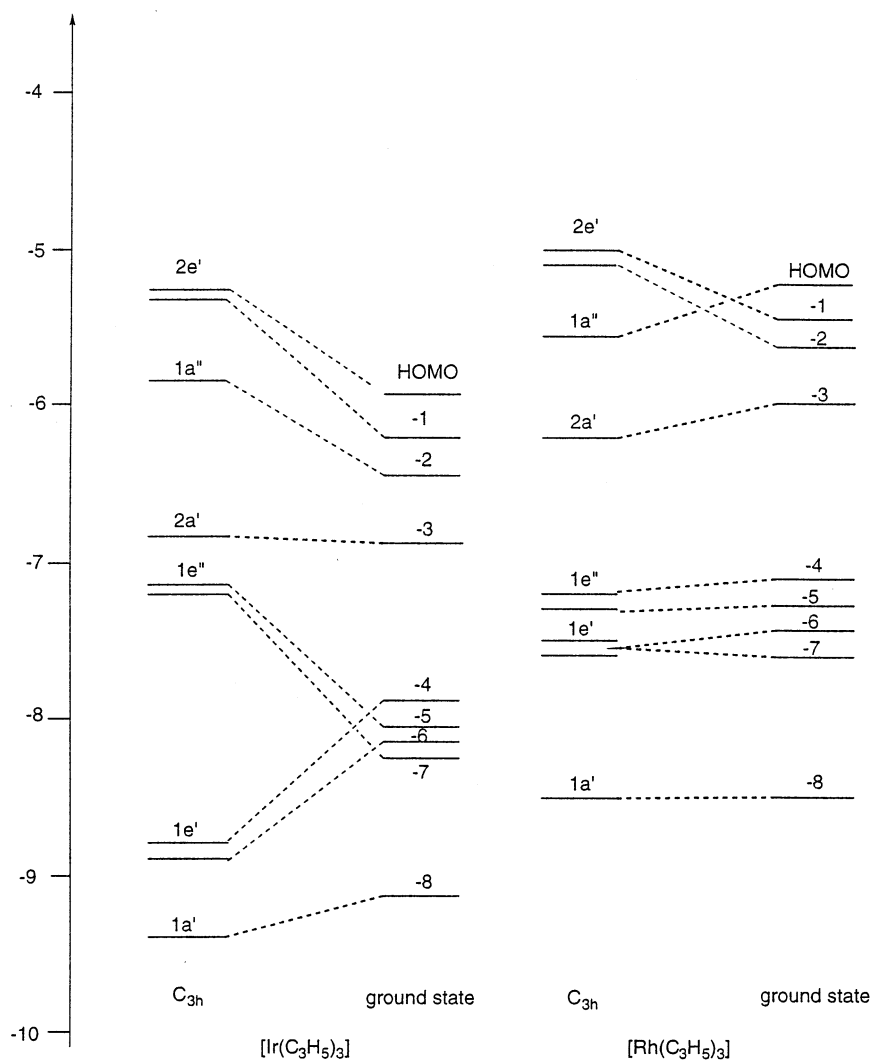 -4
-5
-6
-7
-8
-9
-10
2e'
1a"
2a'
1e"
1e'
1a'
HOMO
-1
-2
-3
-4
-5
-6
-7
-8
C3h
ground state
[Ir(C3H5)3]
2e'
1a"
2a'
1e"
1e'
1a'
HOMO
-1
-2
-3
-4
-5
-6
-7
-8
C3h
ground state
[Rh(C3H5)3]